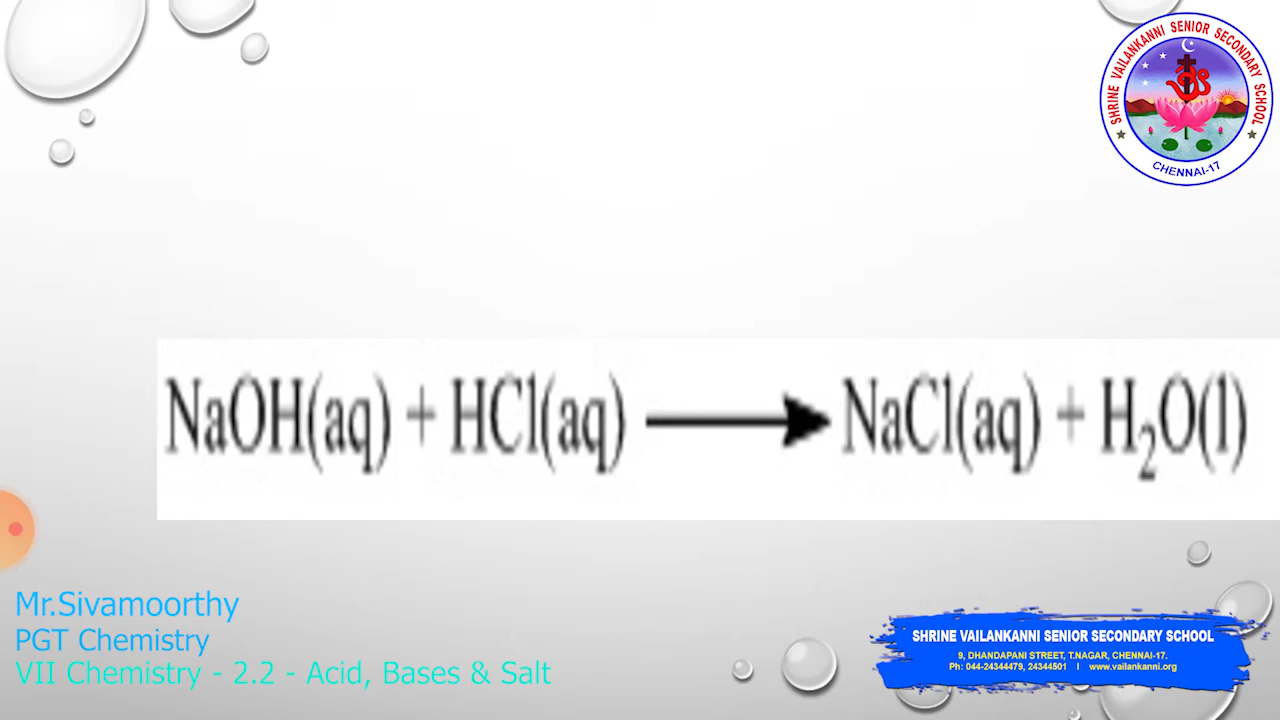 SHRINE VAILANKANNI SENIOR SECONDARY SCHOOL
CHENNAI-17
NaOH(aq) + HCl(aq) ⟶ NaCl(aq) + H₂O(l)
Mr.Sivamoorthy
PGT Chemistry
VII Chemistry - 2.2 - Acid, Bases & Salt
SHRINE VAILANKANNI SENIOR SECONDARY SCHOOL
9, DHANDAPANI STREET, T.NAGAR, CHENNAI-17.
Ph: 044-24344479, 24344501 I www.vailankanni.org